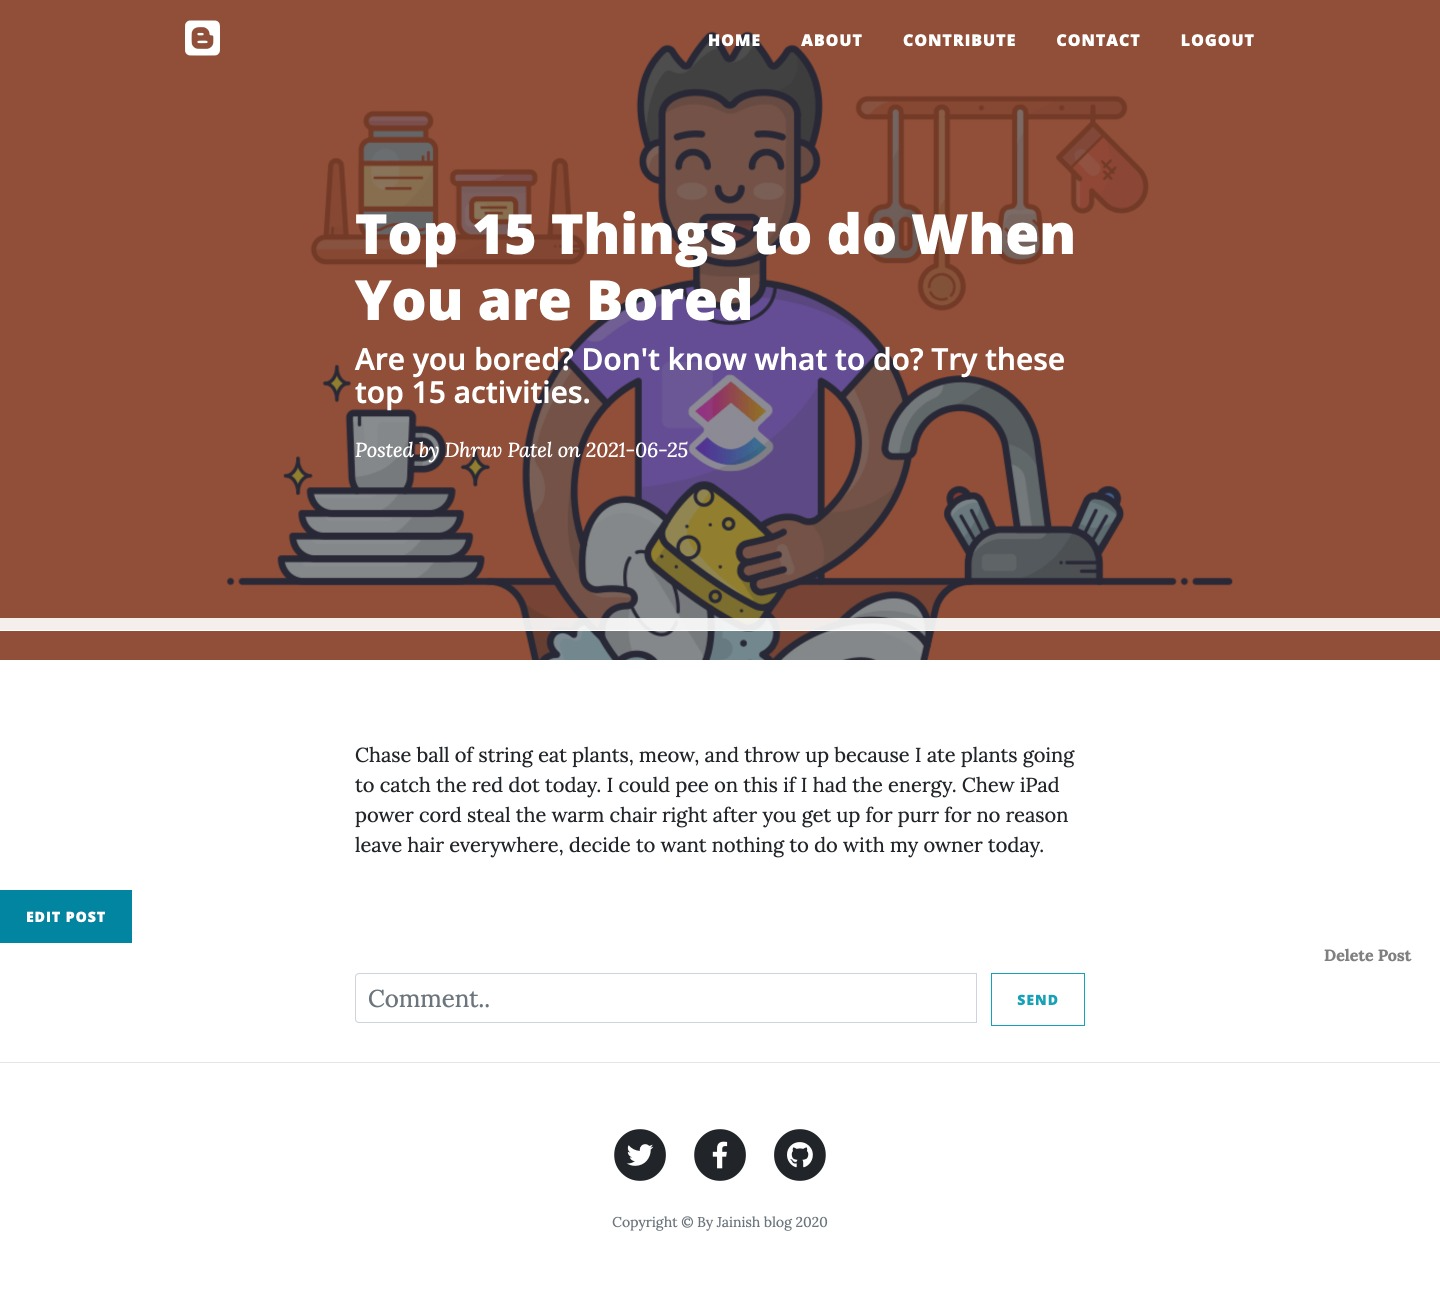 HOME ABOUT CONTRIBUTE CONTACT LOGOUT
Top 15 Things to do When
You are Bored
Are you bored? Don't know what to do? Try these
top 15 activities.
Posted by Dhruv Patel on 2021-06-25
Chase ball of string eat plants, meow, and throw up because I ate plants going
to catch the red dot today. I could pee on this if I had the energy. Chew iPad
power cord steal the warm chair right after you get up for purr for no reason
leave hair everywhere, decide to want nothing to do with my owner today.
EDIT POST
Delete Post
Comment..
SEND
Copyright © By Jainish blog 2020